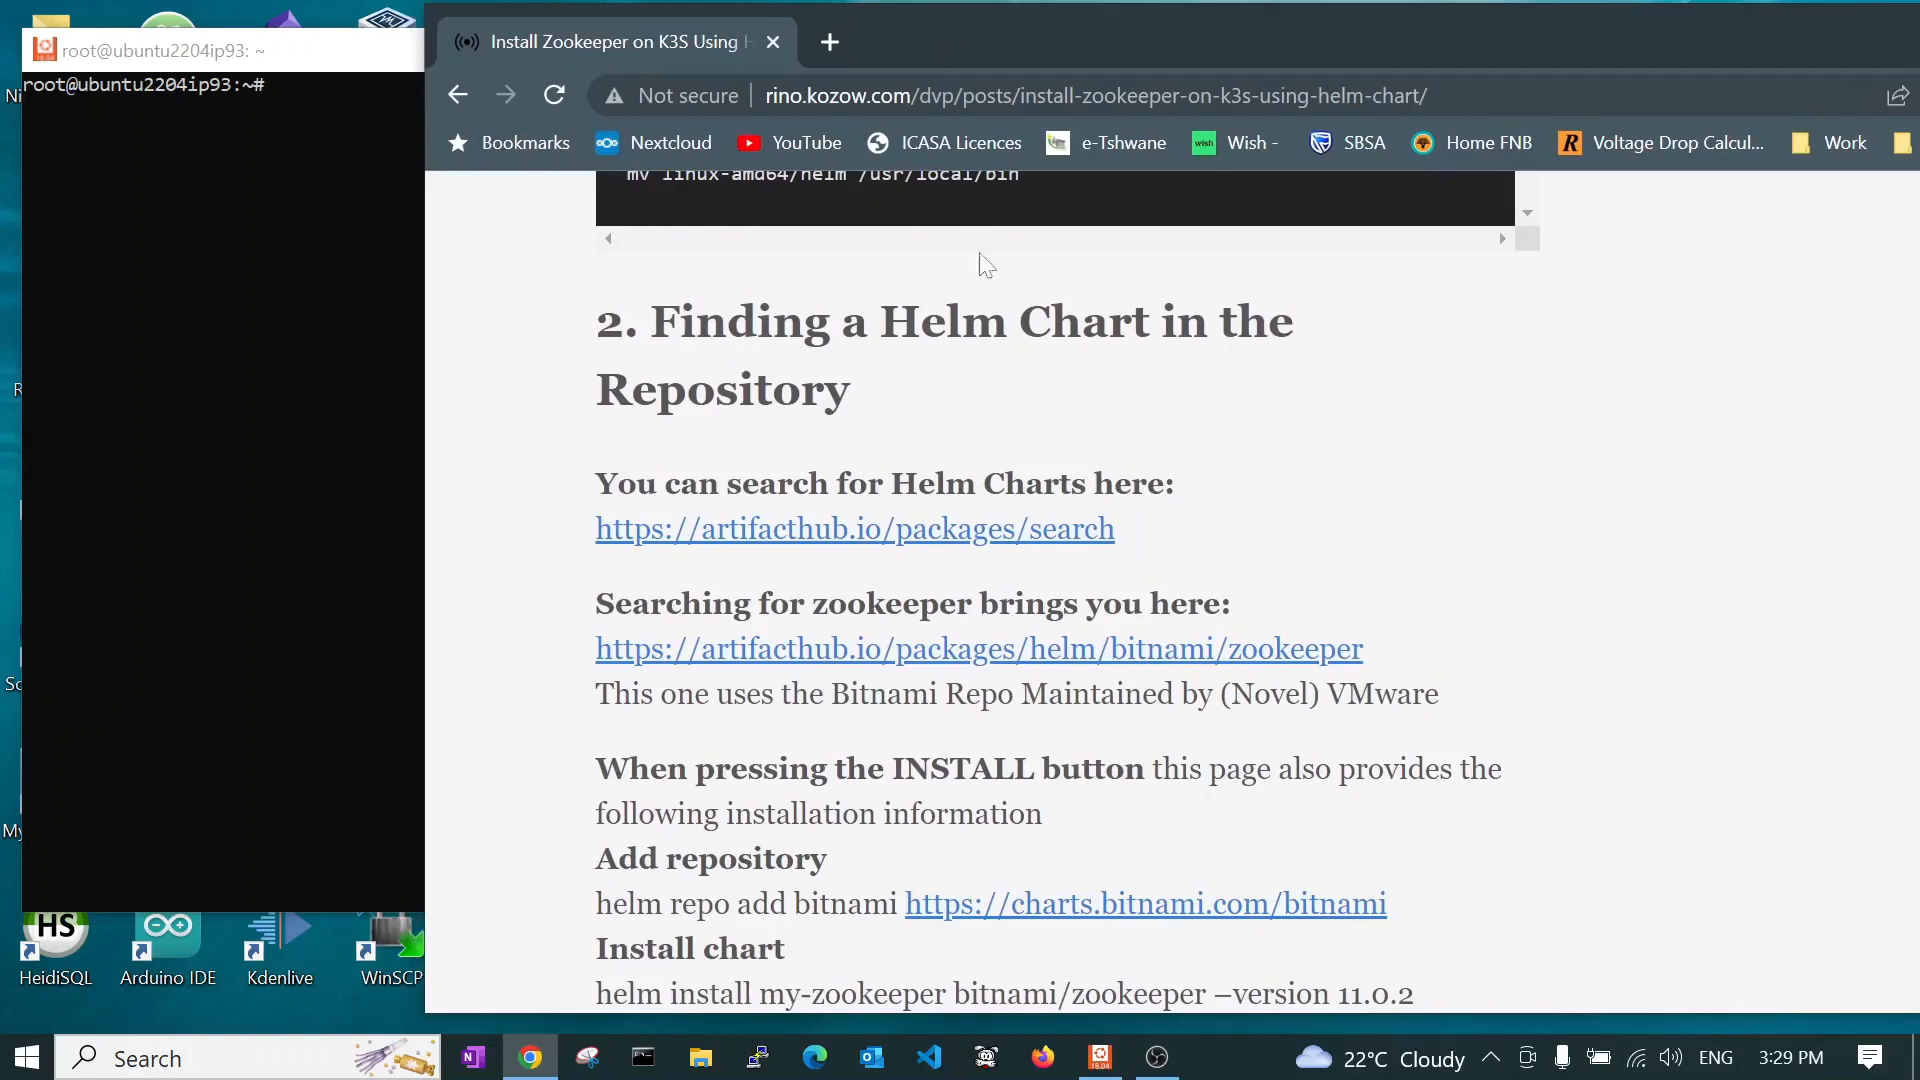 root@ubuntu2204ip93: ~
root@ubuntu2204ip93:~#
HS
HeidiSQL
Arduino IDE
Kdenlive
WinSCP
Install Zookeeper on K3S Using
Not secure
rino.kozow.com/dvp/posts/install-zookeeper-on-k3s-using-helm-chart/
Bookmarks
Nextcloud
YouTube
ICASA Licences
e-Tshwane
wish
Wish -
SBSA
Home FNB
Voltage Drop Calcul...
Work
mv linux-amd64/helm /usr/local/bin
2. Finding a Helm Chart in the
Repository
You can search for Helm Charts here:
https://artifacthub.io/packages/search
Searching for zookeeper brings you here:
https://artifacthub.io/packages/helm/bitnami/zookeeper
This one uses the Bitnami Repo Maintained by (Novel) VMware
When pressing the INSTALL button this page also provides the
following installation information
Add repository
helm repo add bitnami https://charts.bitnami.com/bitnami
Install chart
helm install my-zookeeper bitnami/zookeeper –version 11.0.2
Search
18.04
22°C Cloudy
ENG
3:29 PM